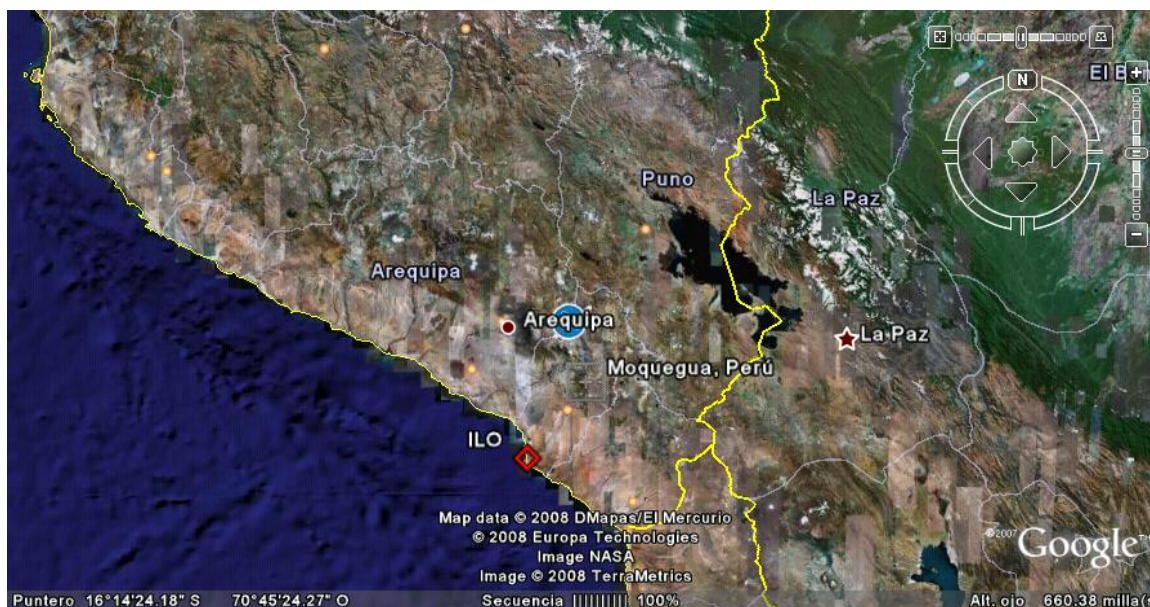 N
El Ben
Puno
La Paz
Arequipa
Arequipa
La Paz
Moquegua, Perú
ILO
Map data © 2008 DMapas/El Mercurio
© 2008 Europa Technologies
Image NASA
Image © 2008 TerraMetrics
©2007 Google™
Puntero 16°14'24.18" S 70°45'24.27" O Secuencia |||||||||| 100% Alt. ojo 660.38 milla(s